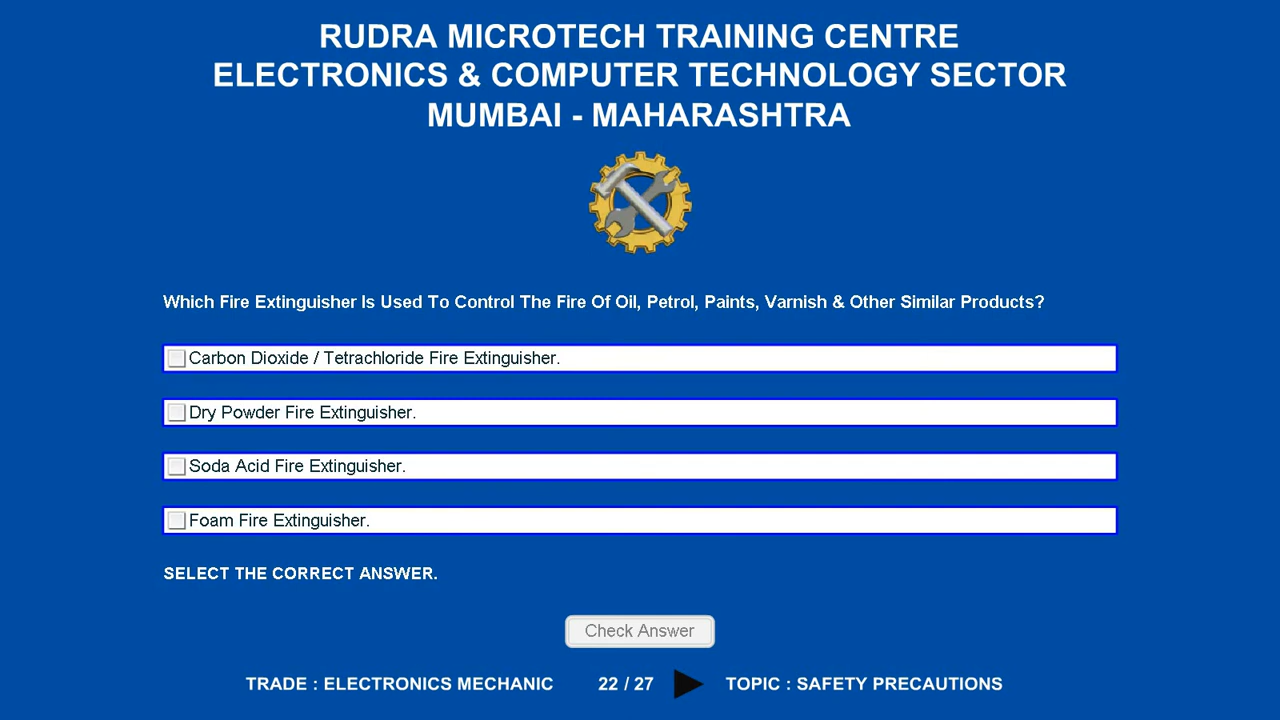 RUDRA MICROTECH TRAINING CENTRE
ELECTRONICS & COMPUTER TECHNOLOGY SECTOR
MUMBAI - MAHARASHTRA
Which Fire Extinguisher Is Used To Control The Fire Of Oil, Petrol, Paints, Varnish & Other Similar Products?
Carbon Dioxide / Tetrachloride Fire Extinguisher.
Dry Powder Fire Extinguisher.
Soda Acid Fire Extinguisher.
Foam Fire Extinguisher.
SELECT THE CORRECT ANSWER.
Check Answer
TRADE : ELECTRONICS MECHANIC 22 / 27 TOPIC : SAFETY PRECAUTIONS